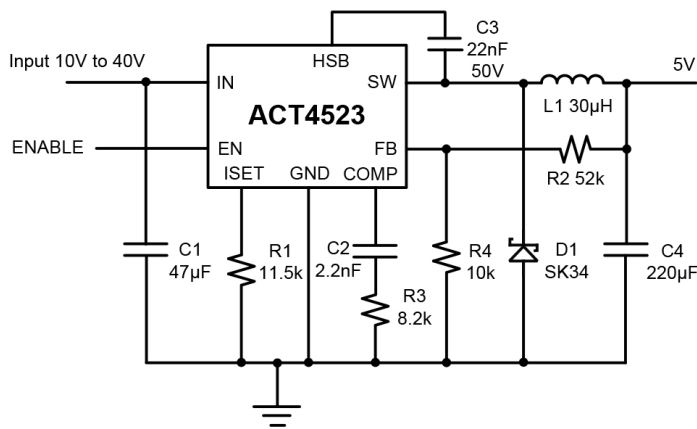 C3
22nF
Input 10V to 40V
HSB
IN
SW
50V
5V
ACT4523
L1 30µH
ENABLE
EN
FB
ISET
GND
COMP
R2 52k
C1
47µF
R1
11.5k
C2
2.2nF
R4
10k
D1
SK34
C4
220µF
R3
8.2k